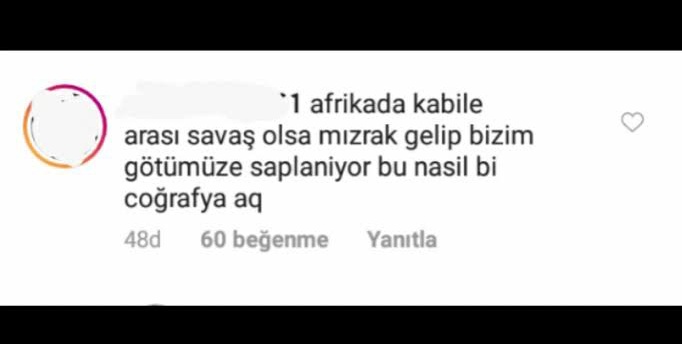 1 afrikada kabile
arası savaş olsa mızrak gelip bizim
götümüze saplaniyor bu nasil bi
coğrafya aq
48d 60 beğenme Yanıtla